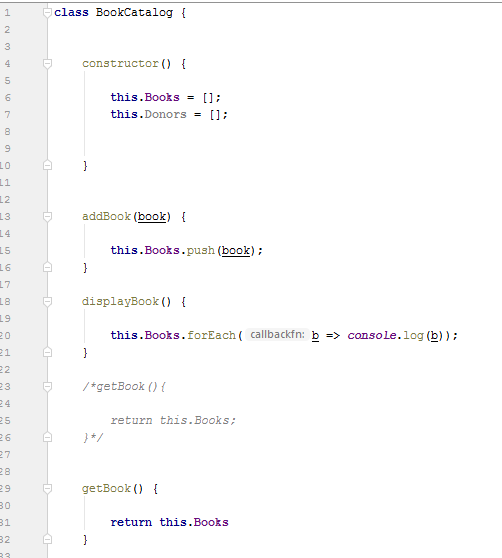 1 class BookCatalog {
2
3
4 constructor() {
5
6 this.Books = [];
7 this.Donors = [];
8
9
10 }
11
12
13 addBook(book) {
14
15 this.Books.push(book);
16 }
17
18 displayBook() {
19
20 this.Books.forEach( callbackfn: b => console.log(b));
21 }
22
23 /*getBook(){
24
25 return this.Books;
26 }*/
27
28
29 getBook() {
30
31 return this.Books
32 }
33